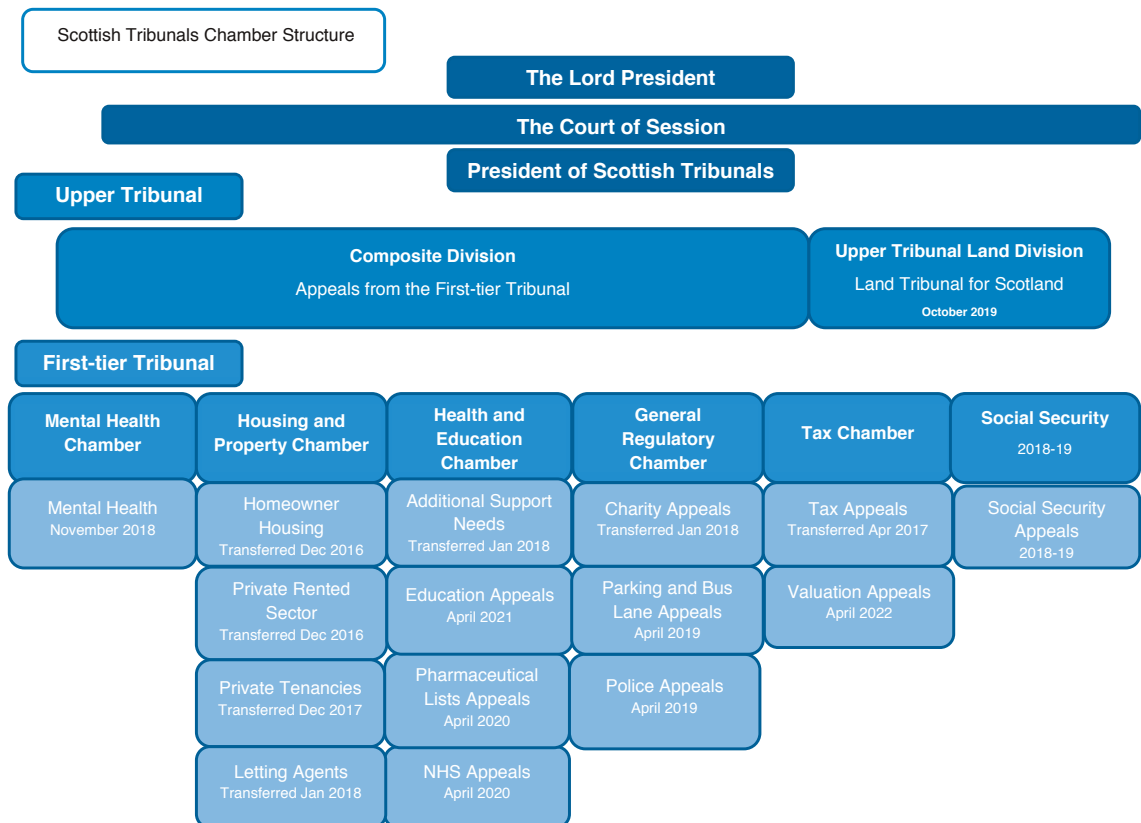 Scottish Tribunals Chamber Structure
The Lord President
The Court of Session
President of Scottish Tribunals
Upper Tribunal
Composite Division
Appeals from the First-tier Tribunal
Upper Tribunal Land Division
Land Tribunal for Scotland
October 2019
First-tier Tribunal
Mental Health
Chamber
Housing and
Property Chamber
Health and
Education
Chamber
General
Regulatory
Chamber
Tax Chamber
Social Security
2018-19
Mental Health
November 2018
Homeowner
Housing
Transferred Dec 2016
Additional Support
Needs
Transferred Jan 2018
Charity Appeals
Transferred Jan 2018
Tax Appeals
Transferred Apr 2017
Social Security
Appeals
2018-19
Private Rented
Sector
Transferred Dec 2016
Education Appeals
April 2021
Parking and Bus
Lane Appeals
April 2019
Valuation Appeals
April 2022
Private Tenancies
Transferred Dec 2017
Pharmaceutical
Lists Appeals
April 2020
Police Appeals
April 2019
Letting Agents
Transferred Jan 2018
NHS Appeals
April 2020